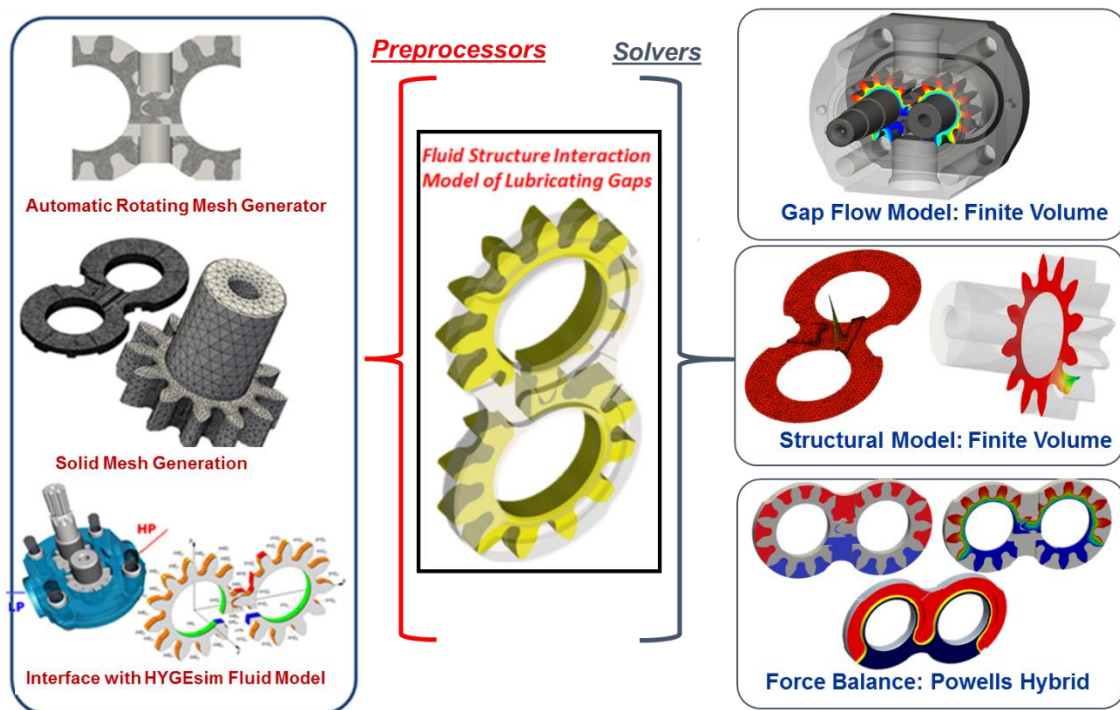 Preprocessors
Solvers
Automatic Rotating Mesh Generator
Solid Mesh Generation
HP
LP
Interface with HYGEsim Fluid Model
Fluid Structure Interaction
Model of Lubricating Gaps
Gap Flow Model: Finite Volume
Structural Model: Finite Volume
Force Balance: Powells Hybrid